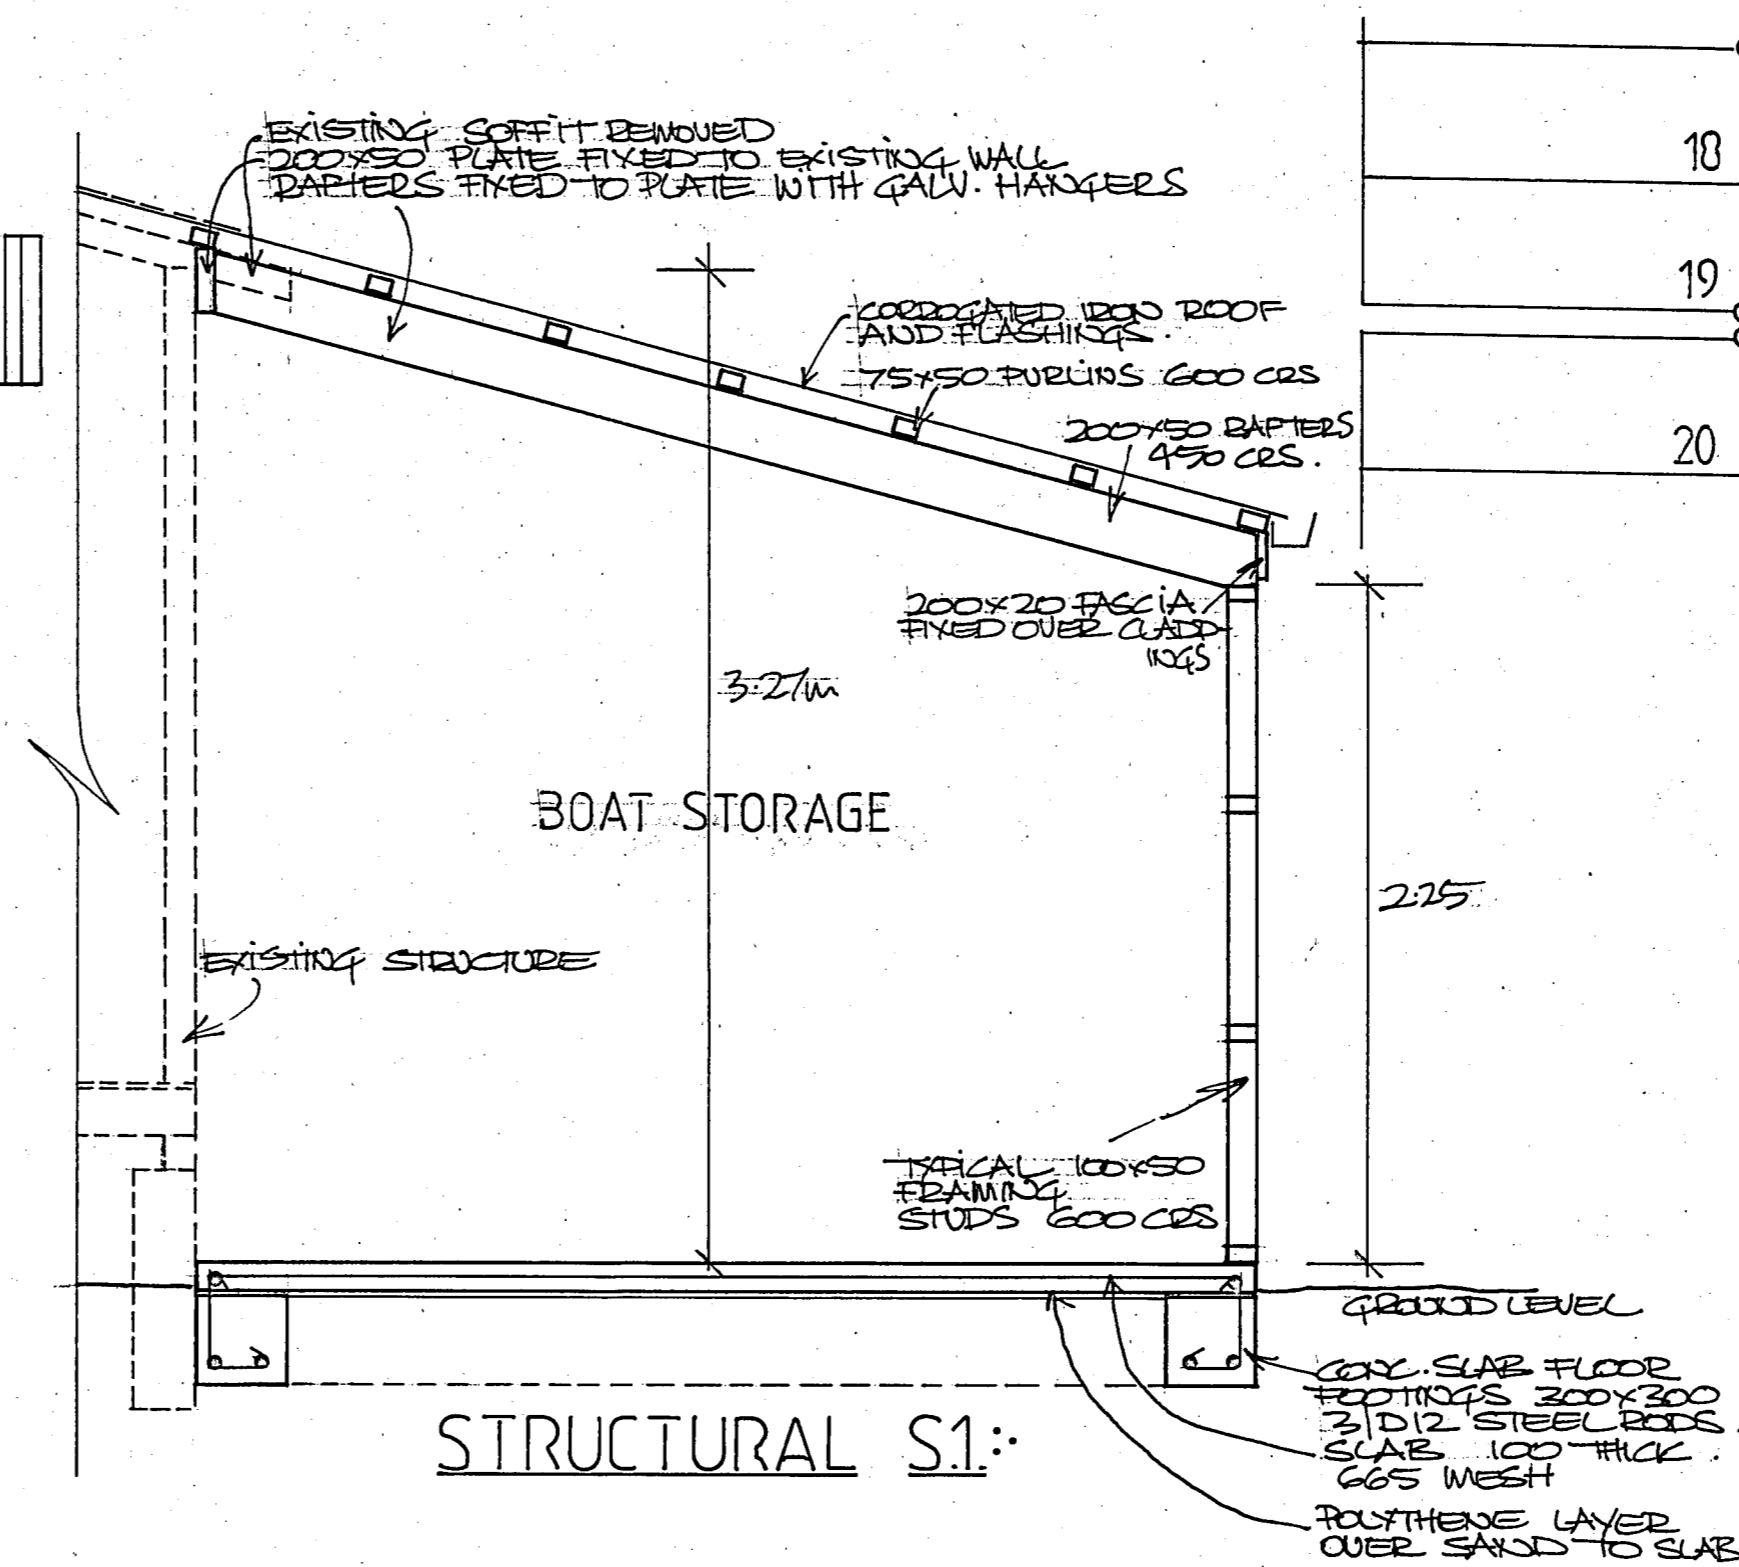 EXISTING SOFFIT REMOVED
200x50 PLATE FIXED TO EXISTING WALL
RAFTERS FIXED TO PLATE WITH GALV. HANGERS
18
19
20
CORROGATED IRON ROOF
AND FLASHINGS.
75x50 PURLINS 600 CRS
200x50 RAFTERS
450 CRS.
200x20 FASCIA
FIXED OVER CLADD-
INGS
3.27m
BOAT STORAGE
2.25
EXISTING STRUCTURE
TYPICAL 100x50
FRAMING
STUDS 600 CRS
GROUND LEVEL
CONC. SLAB FLOOR
FOOTINGS 300x300
3/D12 STEEL RODS.
SLAB 100 THICK.
665 MESH
POLYTHENE LAYER
OVER SAND TO SLAB
STRUCTURAL S.1: